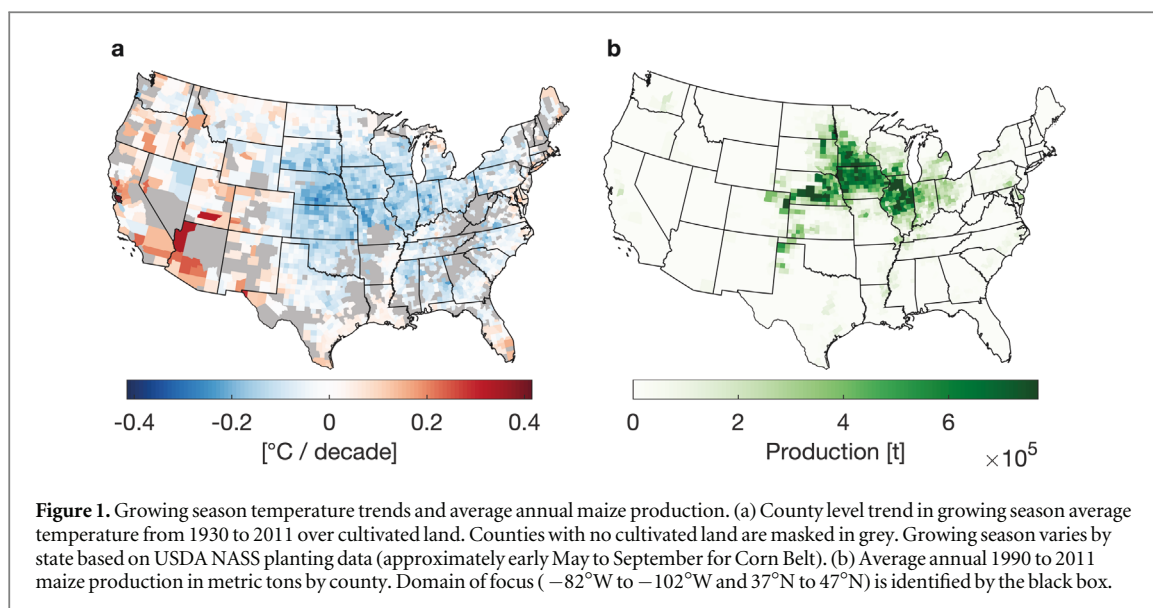 a
b
-0.4 -0.2 0 0.2 0.4
[°C / decade]
0 2 4 6
Production [t] ×10⁵
Figure 1. Growing season temperature trends and average annual maize production. (a) County level trend in growing season average
temperature from 1930 to 2011 over cultivated land. Counties with no cultivated land are masked in grey. Growing season varies by
state based on USDA NASS planting data (approximately early May to September for Corn Belt). (b) Average annual 1990 to 2011
maize production in metric tons by county. Domain of focus ( −82°W to −102°W and 37°N to 47°N) is identified by the black box.